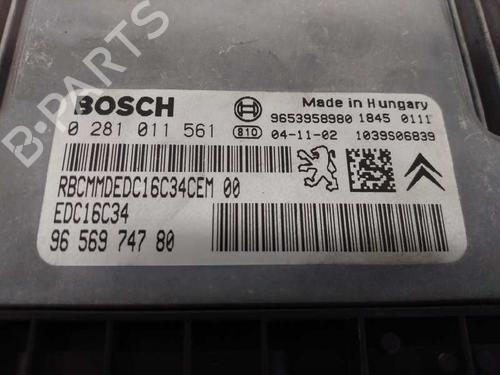 B-PARTS
BOSCH
Made in Hungary
9653958980 1845 0111
0 281 011 561 810 04-11-02 1039S06839
RBCMMDEDC16C34CEM 00
EDC16C34
96 569 747 80